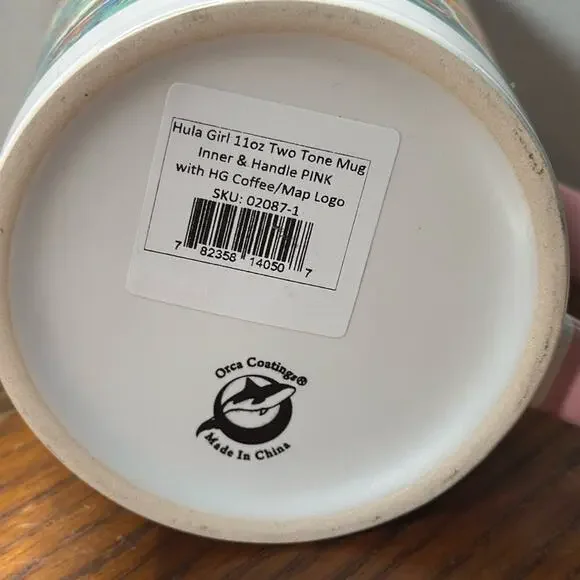 Hula Girl 11oz Two Tone Mug
Inner & Handle PINK
with HG Coffee/Map Logo
SKU: 02087-1
7 82358 14050 7
Orca Coatings®
Made In China